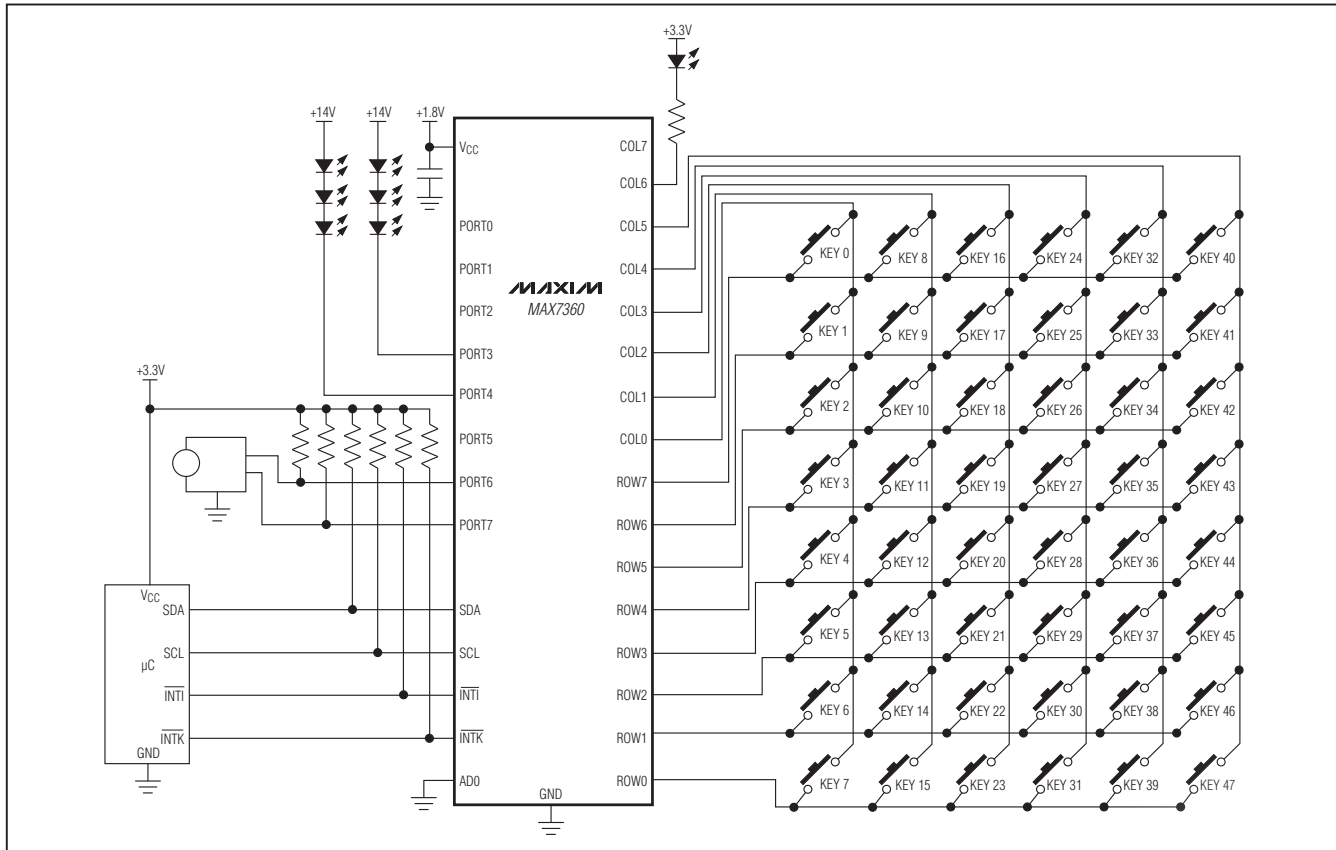 +3.3V
+14V +14V +1.8V
VCC
COL7
COL6
PORT0
COL5
PORT1
COL4
MAXIM
MAX7360
PORT2
COL3
PORT3
COL2
+3.3V
PORT4
COL1
PORT5
COL0
PORT6
ROW7
PORT7
ROW6
ROW5
VCC
SDA
SDA
ROW4
SCL
SCL
ROW3
µC
INTI
INTI
ROW2
INTK
INTK
ROW1
GND
AD0
ROW0
GND
KEY 0 KEY 8 KEY 16 KEY 24 KEY 32 KEY 40
KEY 1 KEY 9 KEY 17 KEY 25 KEY 33 KEY 41
KEY 2 KEY 10 KEY 18 KEY 26 KEY 34 KEY 42
KEY 3 KEY 11 KEY 19 KEY 27 KEY 35 KEY 43
KEY 4 KEY 12 KEY 20 KEY 28 KEY 36 KEY 44
KEY 5 KEY 13 KEY 21 KEY 29 KEY 37 KEY 45
KEY 6 KEY 14 KEY 22 KEY 30 KEY 38 KEY 46
KEY 7 KEY 15 KEY 23 KEY 31 KEY 39 KEY 47